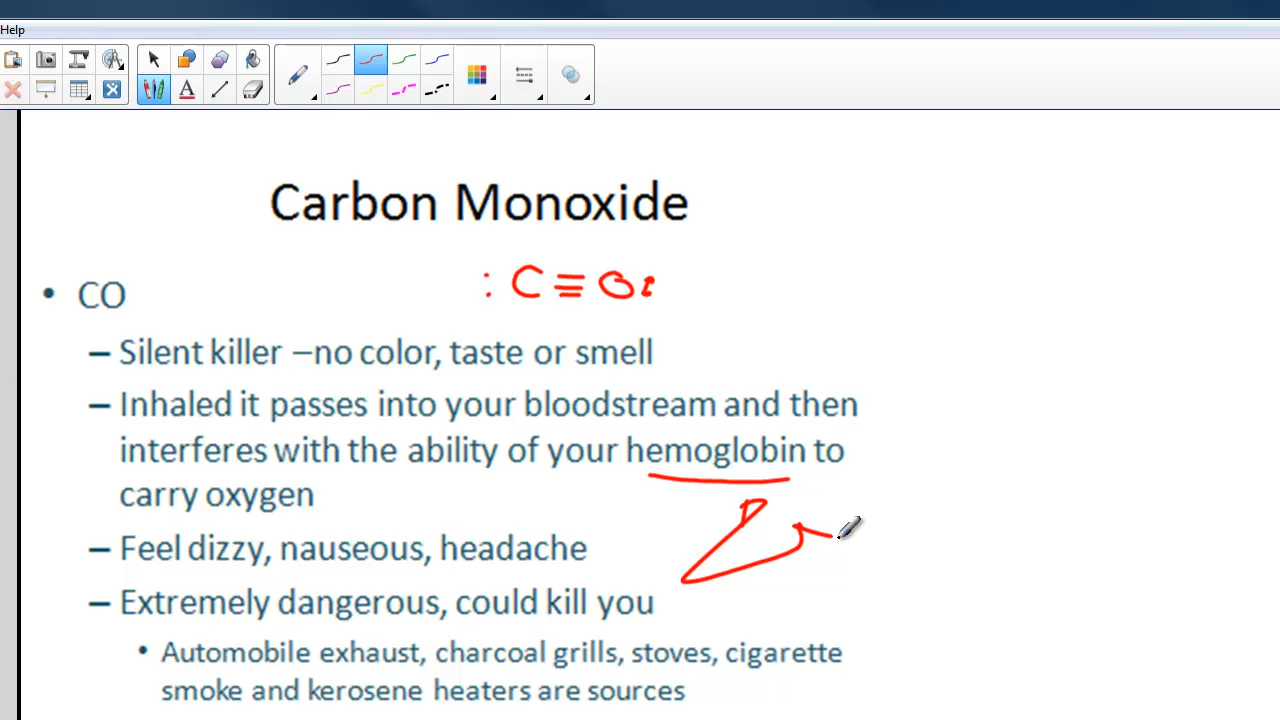 Help
Carbon Monoxide
:C≡O:
• CO
– Silent killer –no color, taste or smell
– Inhaled it passes into your bloodstream and then
interferes with the ability of your hemoglobin to
carry oxygen
– Feel dizzy, nauseous, headache
– Extremely dangerous, could kill you
• Automobile exhaust, charcoal grills, stoves, cigarette
smoke and kerosene heaters are sources